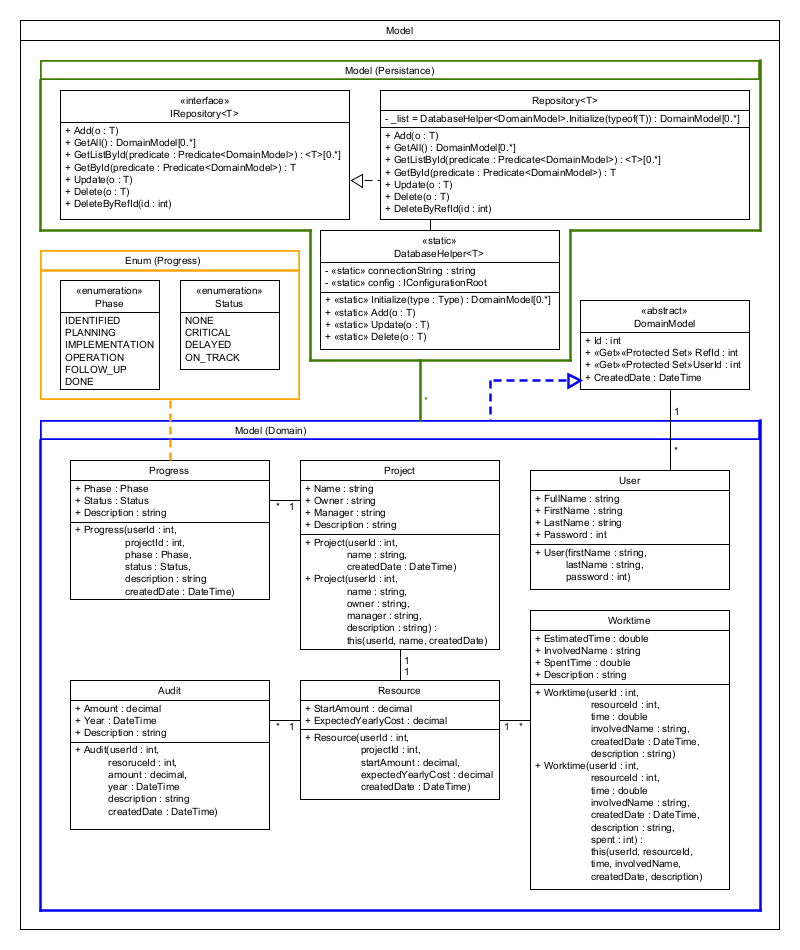 Model
Model (Persistance)
«interface»
IRepository<T>
+ Add(o : T)
+ GetAll() : DomainModel[0.*]
+ GetListById(predicate : Predicate<DomainModel>) : <T>[0.*]
+ GetById(predicate : Predicate<DomainModel>) : T
+ Update(o : T)
+ Delete(o : T)
+ DeleteByRefId(id : int)
Repository<T>
- _list = DatabaseHelper<DomainModel>.Initialize(typeof(T)) : DomainModel[0.*]
+ Add(o : T)
+ GetAll() : DomainModel[0.*]
+ GetListById(predicate : Predicate<DomainModel>) : <T>[0.*]
+ GetById(predicate : Predicate<DomainModel>) : T
+ Update(o : T)
+ Delete(o : T)
+ DeleteByRefId(id : int)
«static»
DatabaseHelper<T>
- «static» connectionString : string
- «static» config : IConfigurationRoot
+ «static» Initialize(type : Type) : DomainModel[0.*]
+ «static» Add(o : T)
+ «static» Update(o : T)
+ «static» Delete(o : T)
Enum (Progress)
«enumeration»
Phase
IDENTIFIED
PLANNING
IMPLEMENTATION
OPERATION
FOLLOW_UP
DONE
«enumeration»
Status
NONE
CRITICAL
DELAYED
ON_TRACK
«abstract»
DomainModel
+ Id : int
+ «Get»«Protected Set» RefId : int
+ «Get»«Protected Set»UserId : int
+ CreatedDate : DateTime
*
1
*
Model (Domain)
Progress
+ Phase : Phase
+ Status : Status
+ Description : string
+ Progress(userId : int,
projectId : int,
phase : Phase,
status : Status,
description : string
createdDate : DateTime)
* 1
Project
+ Name : string
+ Owner : string
+ Manager : string
+ Description : string
+ Project(userId : int,
name : string,
createdDate : DateTime)
+ Project(userId : int,
name : string,
owner : string,
manager : string,
description : string) :
this(userId, name, createdDate)
User
+ FullName : string
+ FirstName : string
+ LastName : string
+ Password : int
+ User(firstName : string,
lastName : string,
password : int)
1
1
Audit
+ Amount : decimal
+ Year : DateTime
+ Description : string
+ Audit(userId : int,
resoruceId : int,
amount : decimal,
year : DateTime
description : string
createdDate : DateTime)
* 1
Resource
+ StartAmount : decimal
+ ExpectedYearlyCost : decimal
+ Resource(userId : int,
projectId : int,
startAmount : decimal,
expectedYearlyCost : decimal
createdDate : DateTime)
1 *
Worktime
+ EstimatedTime : double
+ InvolvedName : string
+ SpentTime : double
+ Description : string
+ Worktime(userId : int,
resourceId : int,
time : double
involvedName : string,
createdDate : DateTime,
description : string)
+ Worktime(userId : int,
resourceId : int,
time : double
involvedName : string,
createdDate : DateTime,
description : string,
spent : int) :
this(userId, resourceId,
time, involvedName,
createdDate, description)